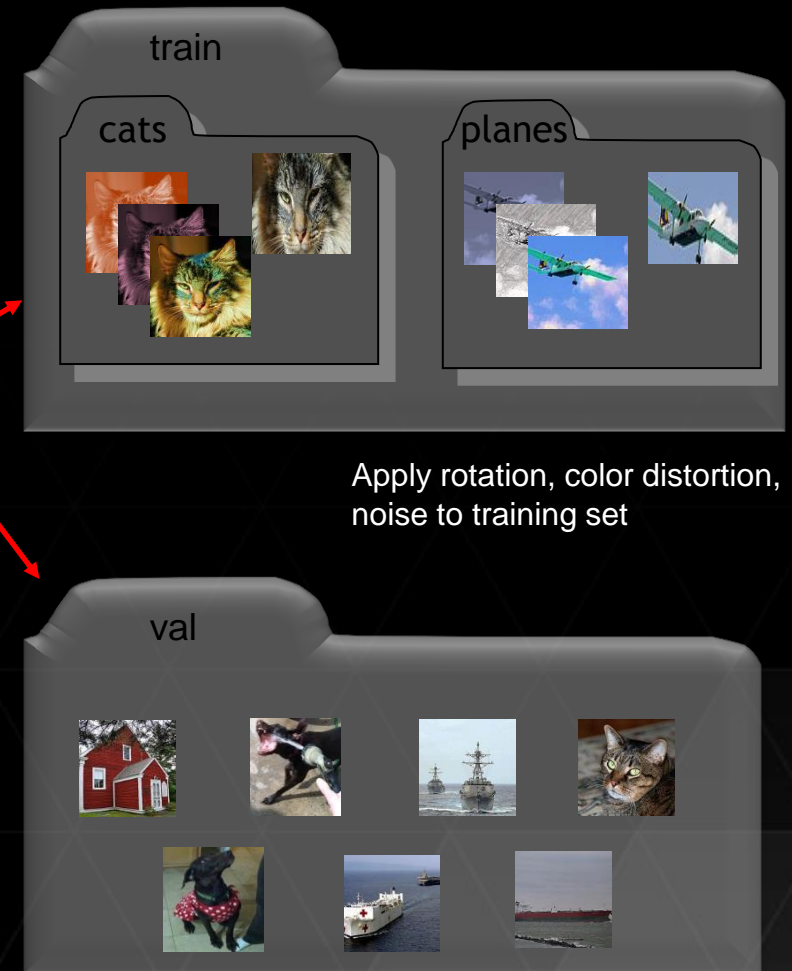 train
cats
planes
Apply rotation, color distortion,
noise to training set
val